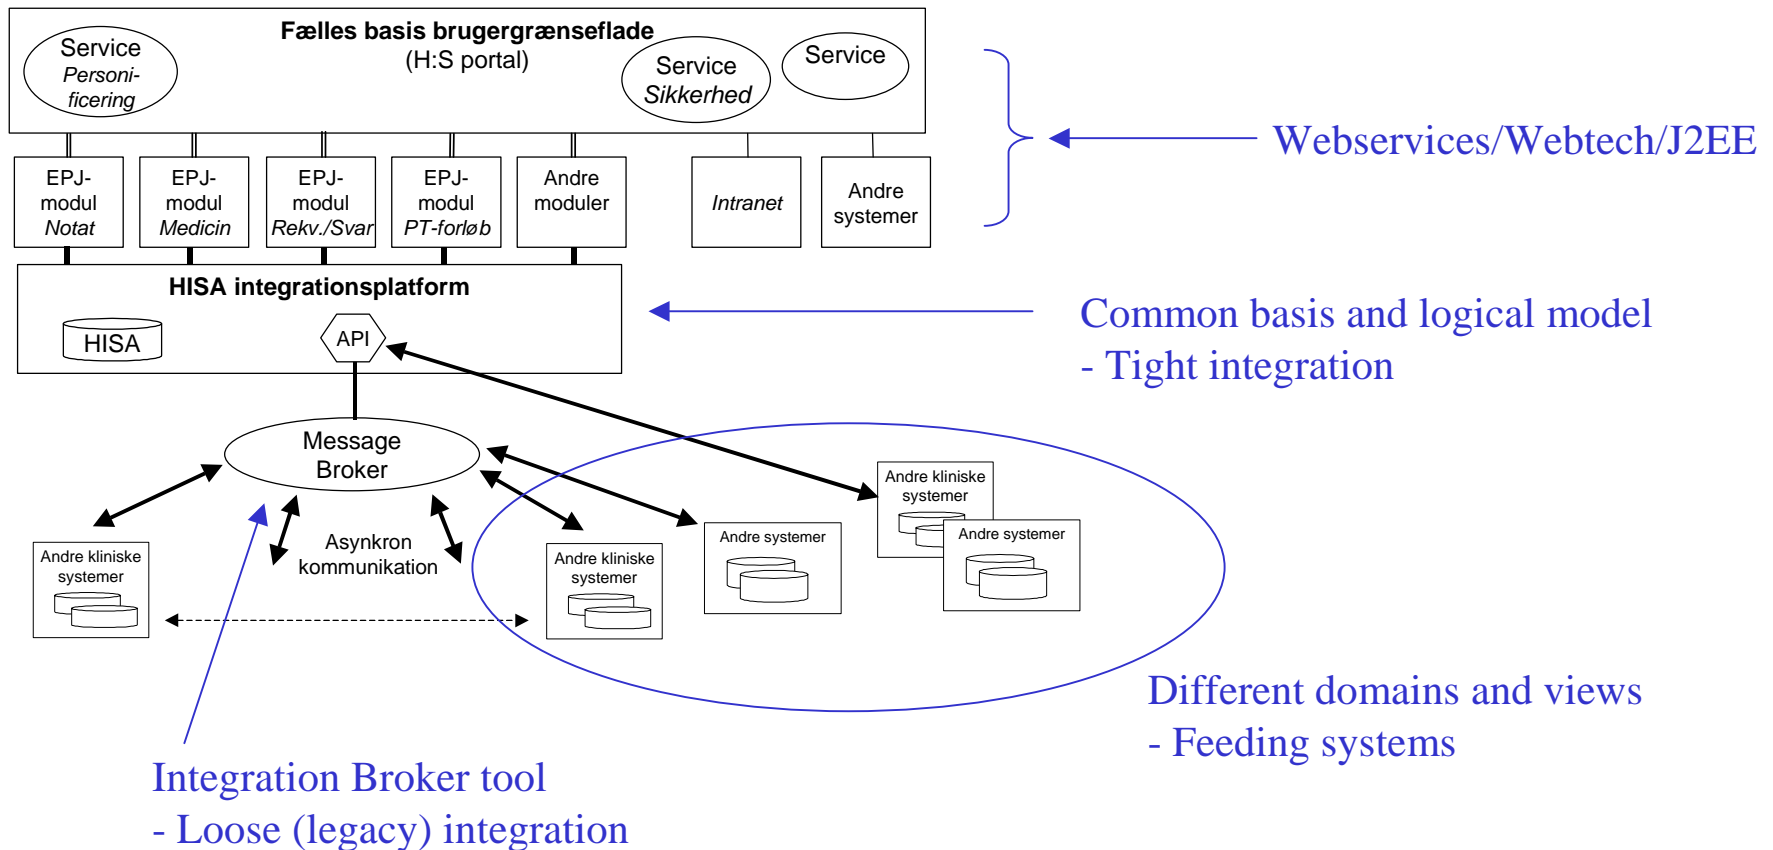 Fælles basis brugergrænseflade
(H:S portal)
Service
Personi-
ficering
Service
Sikkerhed
Service
Webservices/Webtech/J2EE
EPJ-
modul
Notat
EPJ-
modul
Medicin
EPJ-
modul
Rekv./Svar
EPJ-
modul
PT-forløb
Andre
moduler
Intranet
Andre
systemer
HISA integrationsplatform
HISA
API
Common basis and logical model
- Tight integration
Message
Broker
Asynkron
kommunikation
Andre kliniske
systemer
Andre kliniske
systemer
Andre systemer
Andre kliniske
systemer
Andre systemer
Different domains and views
- Feeding systems
Integration Broker tool
- Loose (legacy) integration